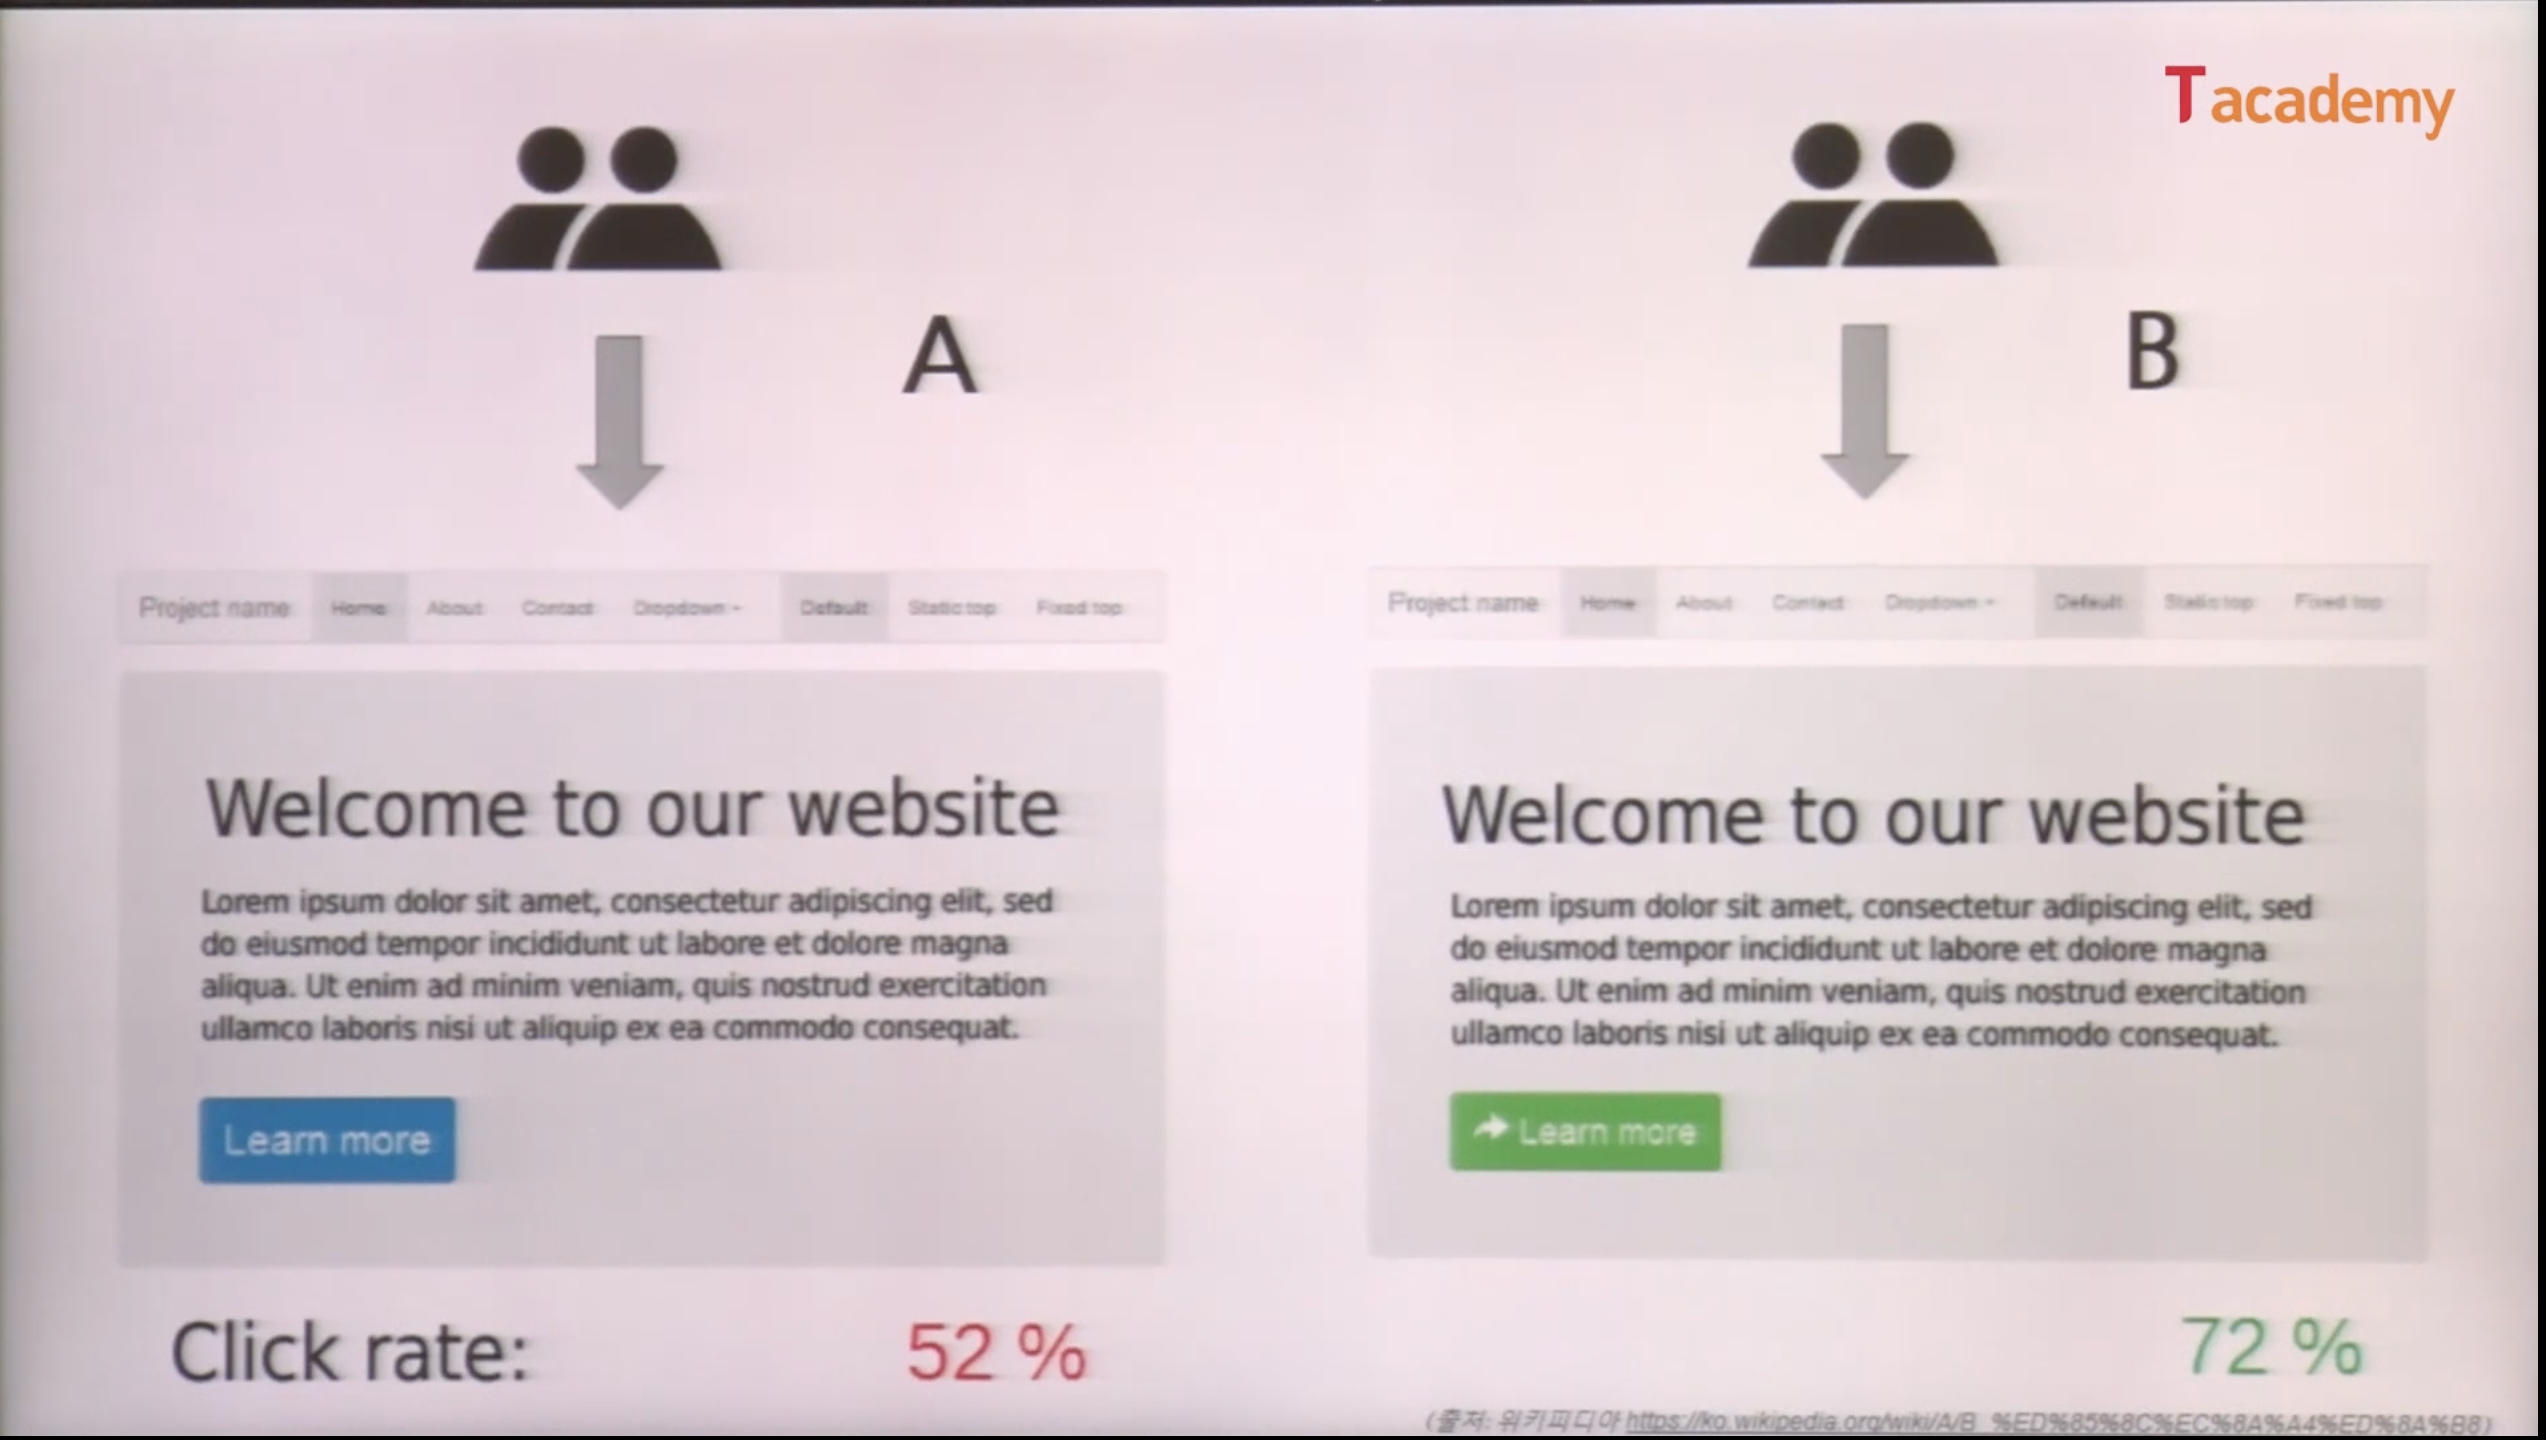 T academy
A
B
Project name Home About Contact Dropdown Default Static top Fixed top
Welcome to our website
Lorem ipsum dolor sit amet, consectetur adipiscing elit, sed
do eiusmod tempor incididunt ut labore et dolore magna
aliqua. Ut enim ad minim veniam, quis nostrud exercitation
ullamco laboris nisi ut aliquip ex ea commodo consequat.
Learn more
Project name Home About Contact Dropdown Default Static top Fixed top
Welcome to our website
Lorem ipsum dolor sit amet, consectetur adipiscing elit, sed
do eiusmod tempor incididunt ut labore et dolore magna
aliqua. Ut enim ad minim veniam, quis nostrud exercitation
ullamco laboris nisi ut aliquip ex ea commodo consequat.
Learn more
Click rate: 52 %
72 %
(출처: 위키피디아 https://ko.wikipedia.org/wiki/A/B_%ED%85%8C%EC%8A%A4%ED%8A%B8)